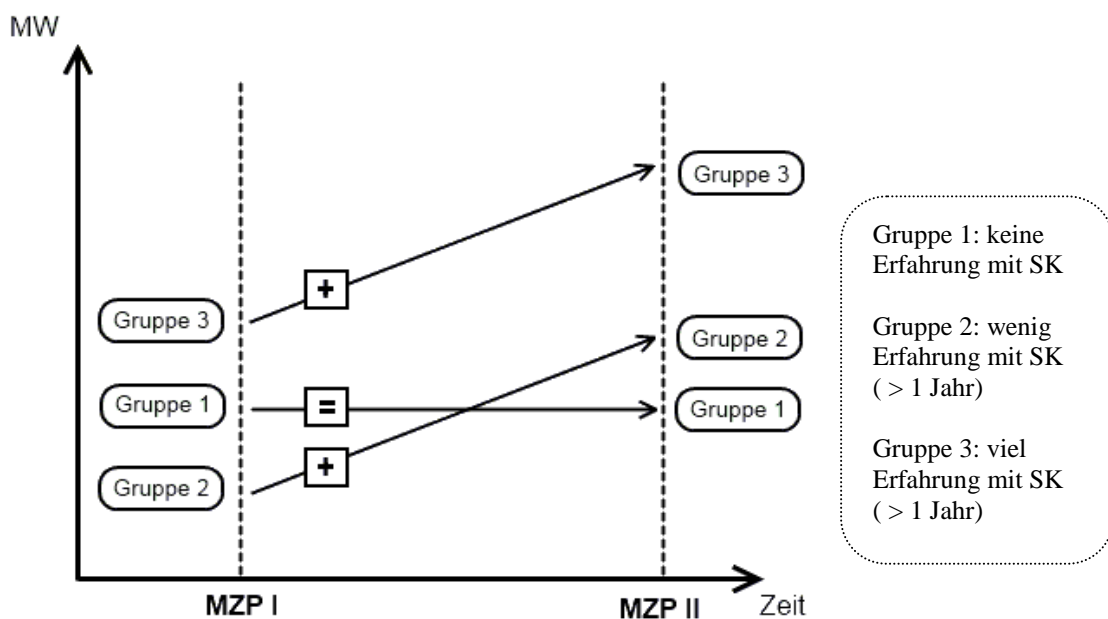 MW
Gruppe 3
Gruppe 3
+
Gruppe 1: keine
Erfahrung mit SK
Gruppe 2: wenig
Erfahrung mit SK
( > 1 Jahr)
Gruppe 3: viel
Erfahrung mit SK
( > 1 Jahr)
Gruppe 2
Gruppe 1
=
Gruppe 1
Gruppe 2
+
MZP I
MZP II
Zeit